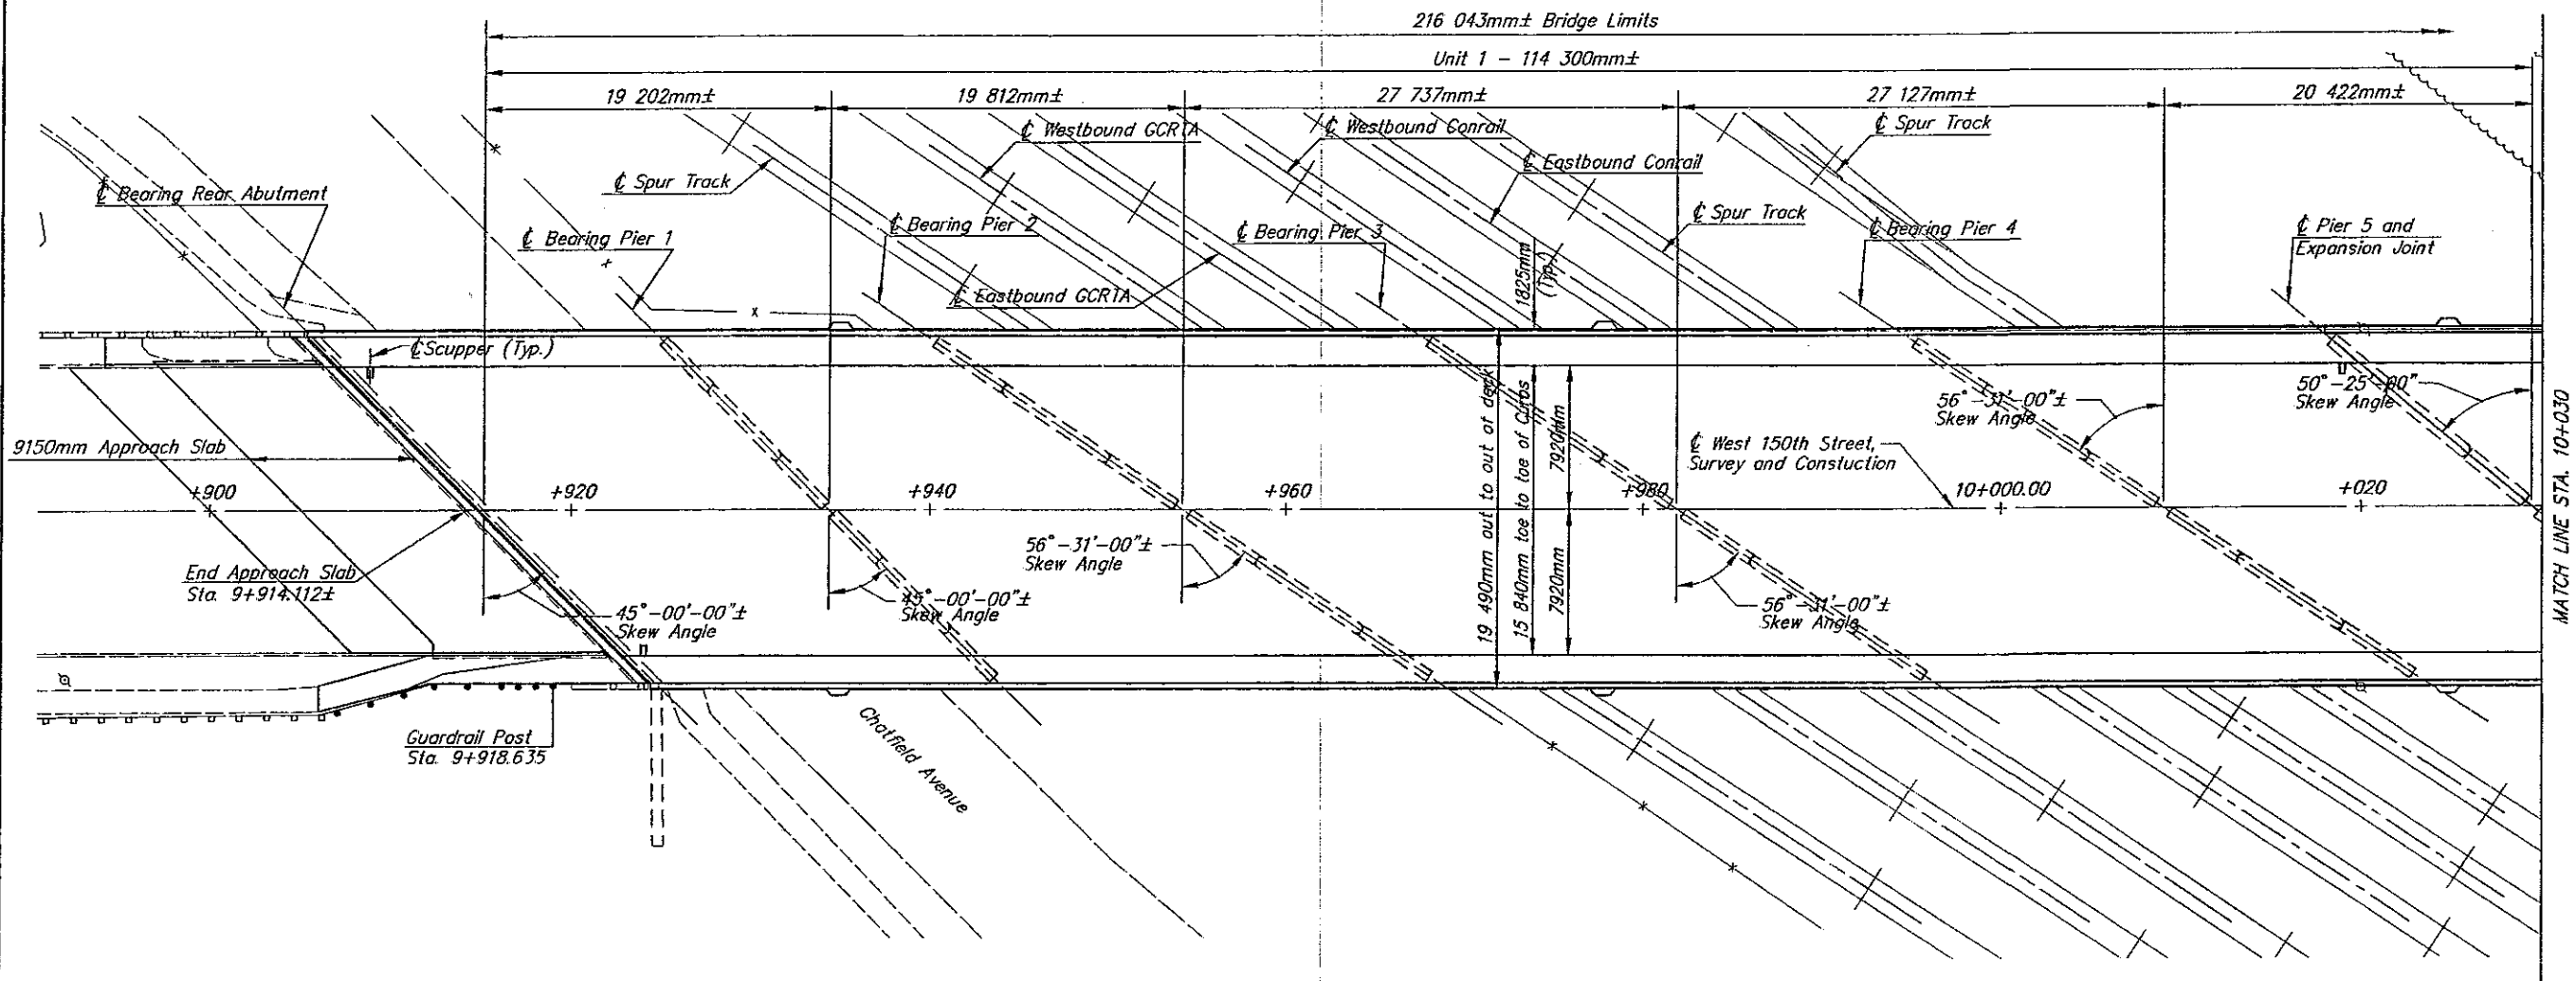 216 043mm± Bridge Limits
Unit 1 - 114 300mm±
19 202mm±
19 812mm±
27 737mm±
27 127mm±
20 422mm±
℄ Westbound GCRTA
℄ Westbound Conrail
℄ Spur Track
℄ Eastbound Conrail
℄ Spur Track
℄ Bearing Rear Abutment
℄ Bearing Pier 1
℄ Bearing Pier 2
℄ Bearing Pier 3
℄ Spur Track
℄ Bearing Pier 4
℄ Pier 5 and
Expansion Joint
℄ Eastbound GCRTA
1825mm
(Typ.)
℄ Scupper (Typ.)
50°-25'-00"
Skew Angle
56°-31'-00"±
Skew Angle
9150mm Approach Slab
19 490mm out to out of deck
15 840mm toe to toe of Curbs
7920mm
7920mm
℄ West 150th Street,
Survey and Constuction
+900
+920
+940
+960
+980
10+000.00
+020
MATCH LINE STA. 10+030
End Approach Slab
Sta. 9+914.112±
45°-00'-00"±
Skew Angle
45°-00'-00"±
Skew Angle
56°-31'-00"±
Skew Angle
56°-31'-00"±
Skew Angle
Guardrail Post
Sta. 9+918.635
Chatfield Avenue